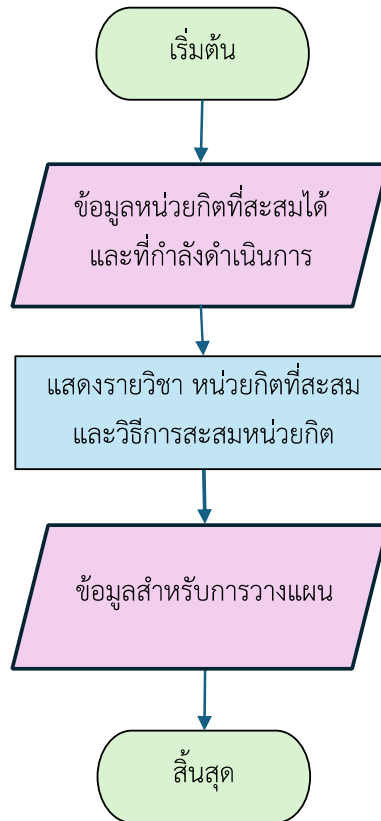 เริ่มต้น
ข้อมูลหน่วยกิตที่สะสมได้
และที่กำลังดำเนินการ
แสดงรายวิชา หน่วยกิตที่สะสม
และวิธีการสะสมหน่วยกิต
ข้อมูลสำหรับการวางแผน
สิ้นสุด